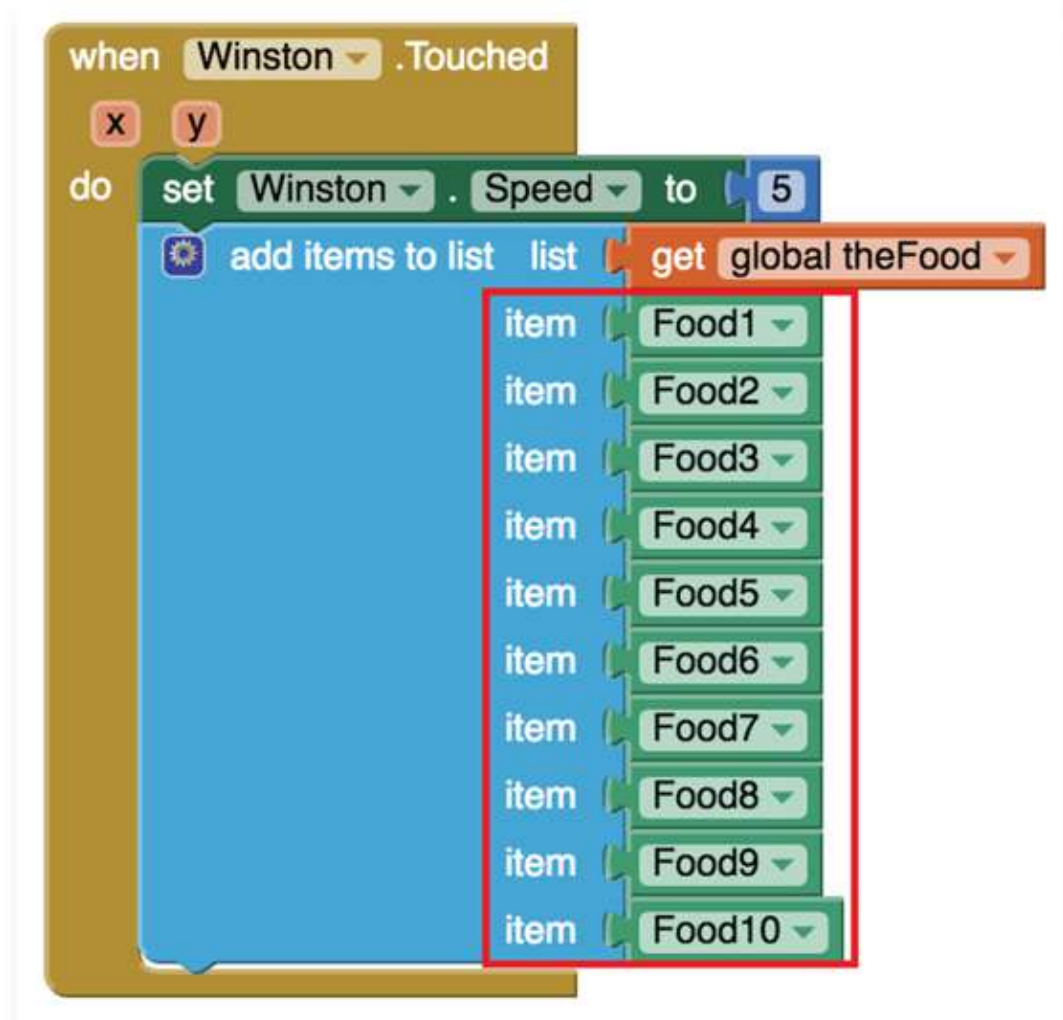 when Winston .Touched
x y
do set Winston . Speed to 5
add items to list list get global theFood
item Food1
item Food2
item Food3
item Food4
item Food5
item Food6
item Food7
item Food8
item Food9
item Food10